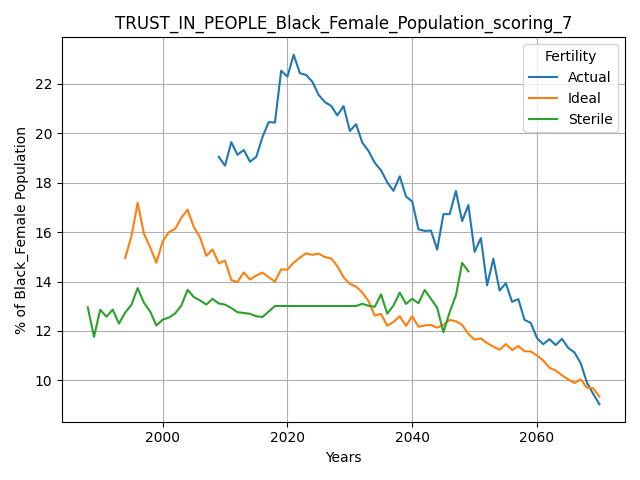 TRUST_IN_PEOPLE_Black_Female_Population_scoring_7
Fertility
Actual
Ideal
Sterile
% of Black_Female Population
22
20
18
16
14
12
10
2000 2020 2040 2060
Years